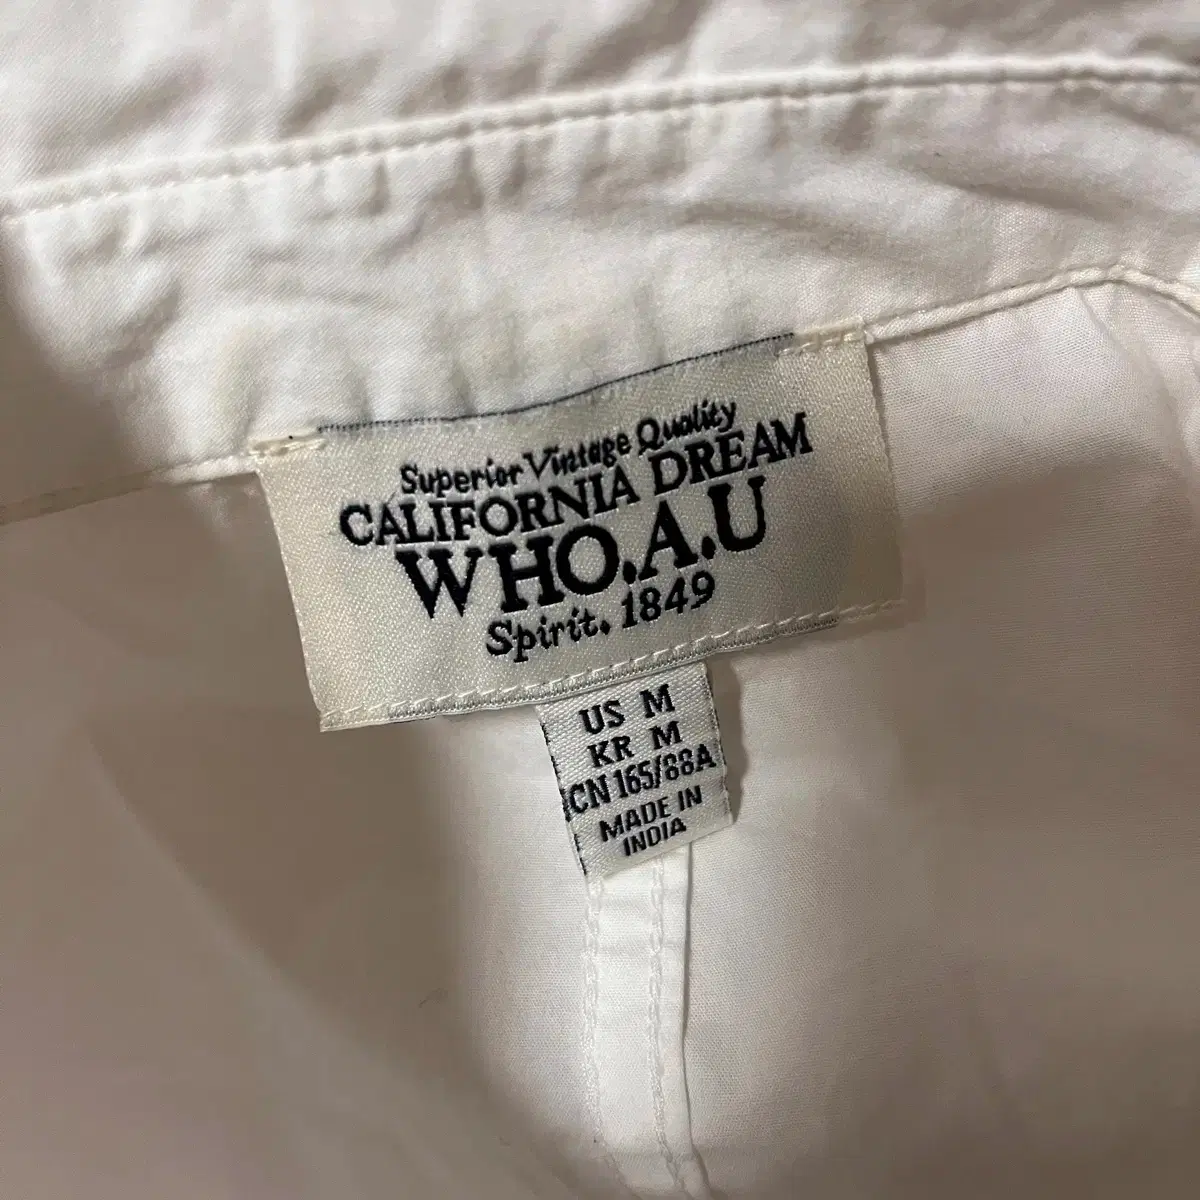 Superior Vintage Quality
CALIFORNIA DREAM
WHO.A.U
Spirit. 1849
US M
KR M
CN 165/88A
MADE IN
INDIA